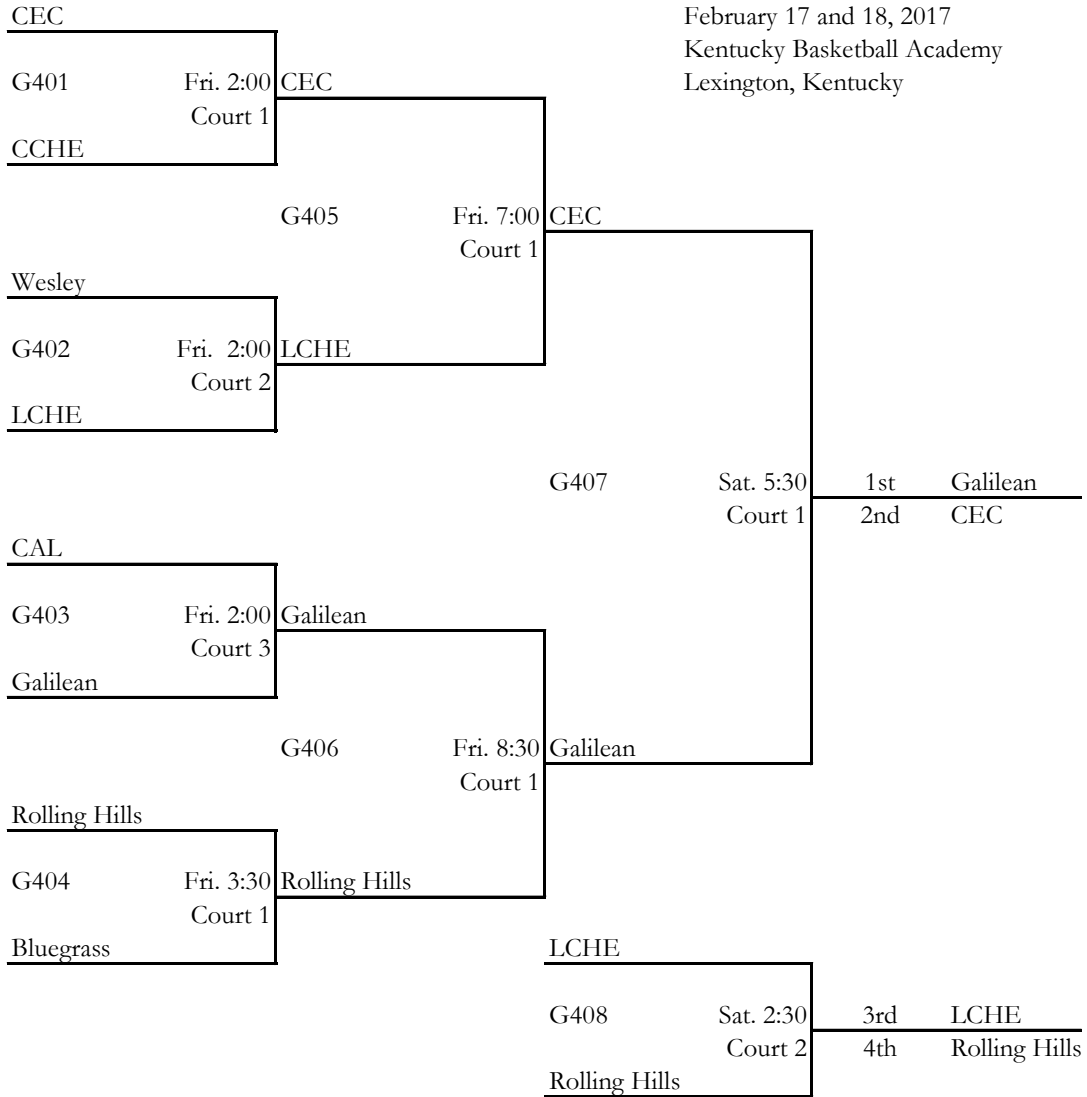 CEC
February 17 and 18, 2017
Kentucky Basketball Academy
G401 Fri. 2:00 CEC
Lexington, Kentucky
Court 1
CCHE
G405 Fri. 7:00 CEC
Court 1
Wesley
G402 Fri. 2:00 LCHE
Court 2
LCHE
G407 Sat. 5:30 1st Galilean
Court 1 2nd CEC
CAL
G403 Fri. 2:00 Galilean
Court 3
Galilean
G406 Fri. 8:30 Galilean
Court 1
Rolling Hills
G404 Fri. 3:30 Rolling Hills
Court 1
Bluegrass LCHE
G408 Sat. 2:30 3rd LCHE
Court 2 4th Rolling Hills
Rolling Hills